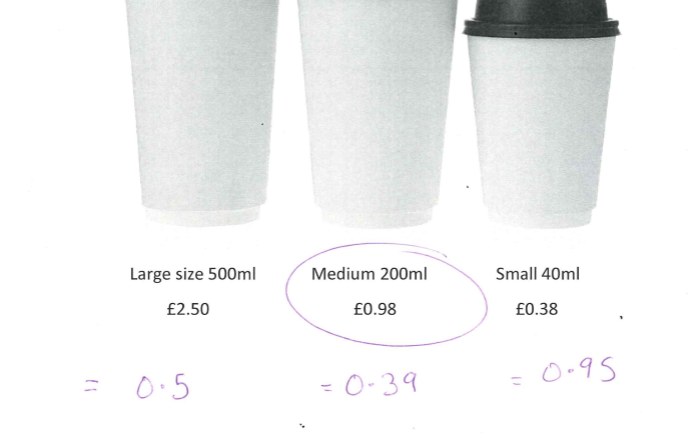 Large size 500ml Medium 200ml Small 40ml
£2.50 £0.98 £0.38
= 0.5 = 0.39 = 0.95